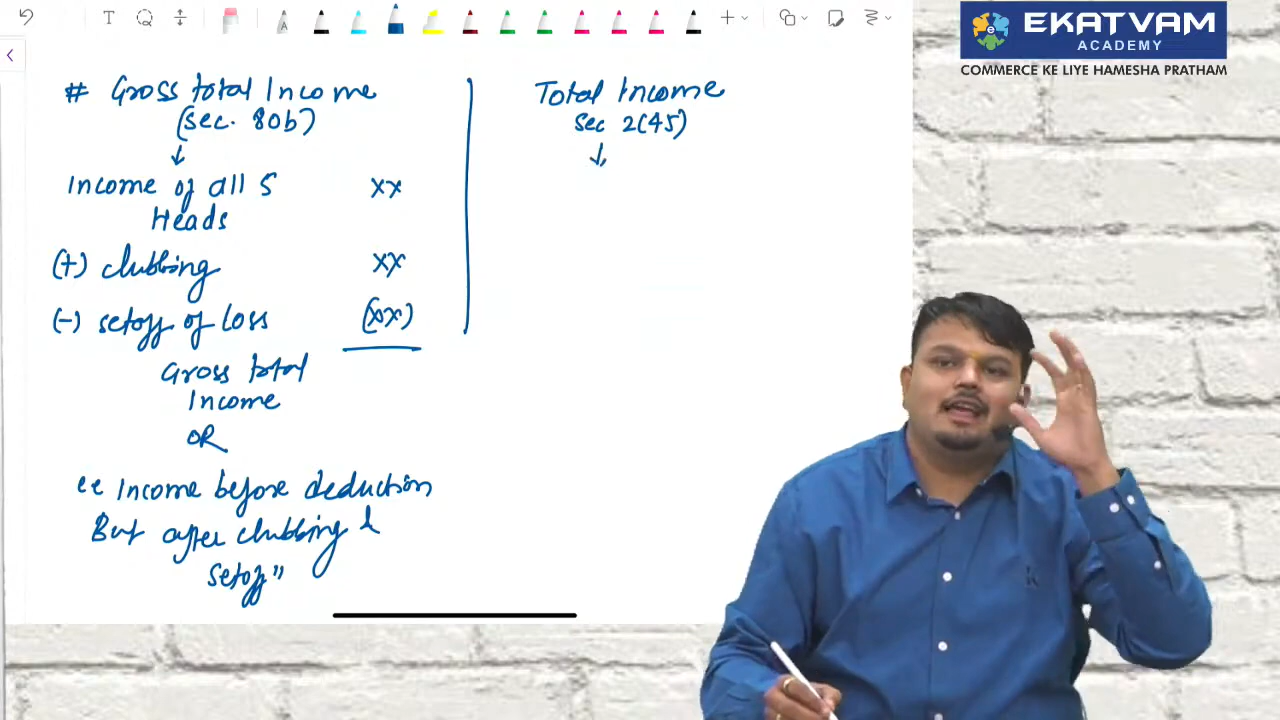 T
A
EKATVAM
ACADEMY
COMMERCE KE LIYE HAMESHA PRATHAM
# Gross total Income
(sec. 80b)
Income of all 5
Heads
xx
(+) clubbing
xx
(-) setoff of loss
(xx)
Gross total
Income
OR
"Income before deduction
But after clubbing &
setoff"
Total Income
sec 2(45)